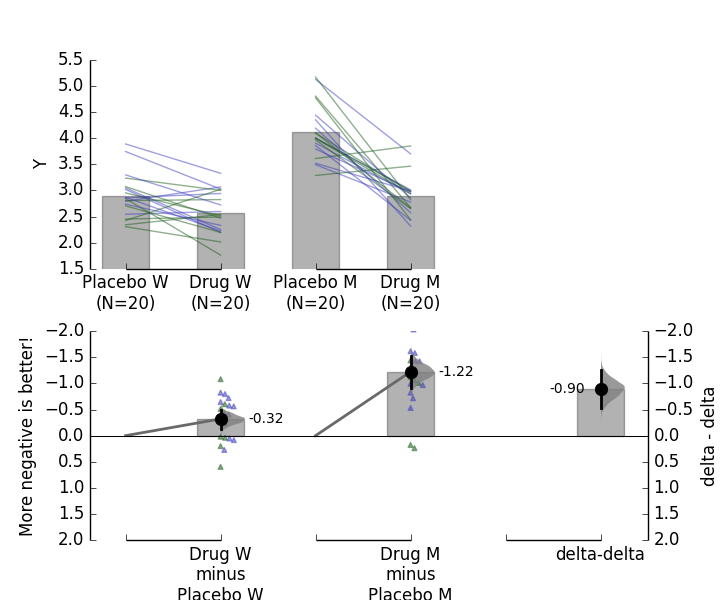 5.5
5.0
4.5
4.0
3.5
3.0
2.5
2.0
1.5
Y
Placebo W
(N=20)
Drug W
(N=20)
Placebo M
(N=20)
Drug M
(N=20)
More negative is better!
−2.0
−1.5
−1.0
−0.5
0.0
0.5
1.0
1.5
2.0
-0.32
-1.22
-0.90
−2.0
−1.5
−1.0
−0.5
0.0
0.5
1.0
1.5
2.0
delta - delta
Drug W
minus
Placebo W
Drug M
minus
Placebo M
delta-delta